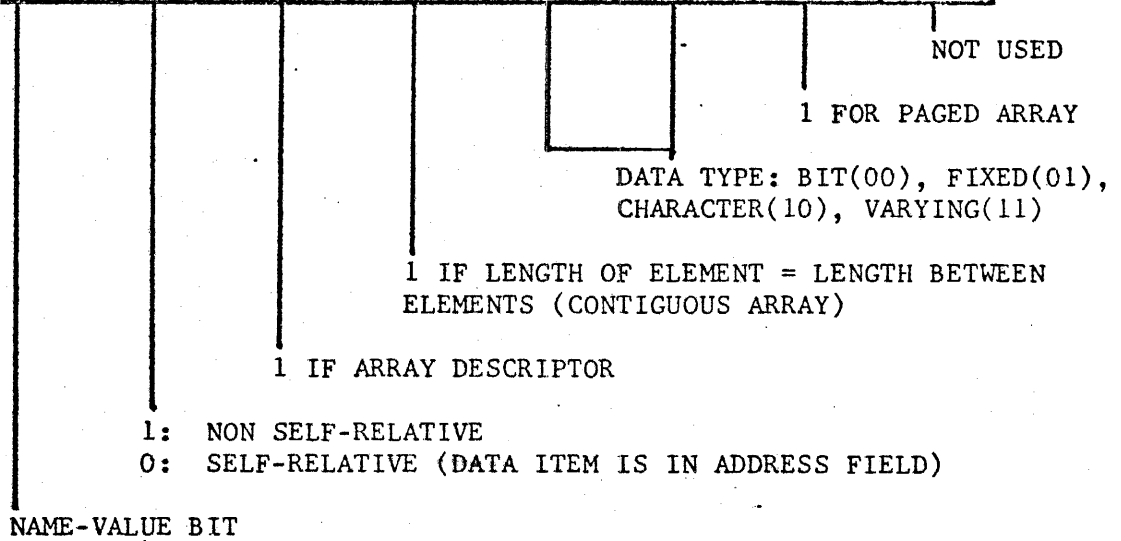 NOT USED
1 FOR PAGED ARRAY
DATA TYPE: BIT(00), FIXED(01),
CHARACTER(10), VARYING(11)
1 IF LENGTH OF ELEMENT = LENGTH BETWEEN
ELEMENTS (CONTIGUOUS ARRAY)
1 IF ARRAY DESCRIPTOR
1: NON SELF-RELATIVE
0: SELF-RELATIVE (DATA ITEM IS IN ADDRESS FIELD)
NAME-VALUE BIT